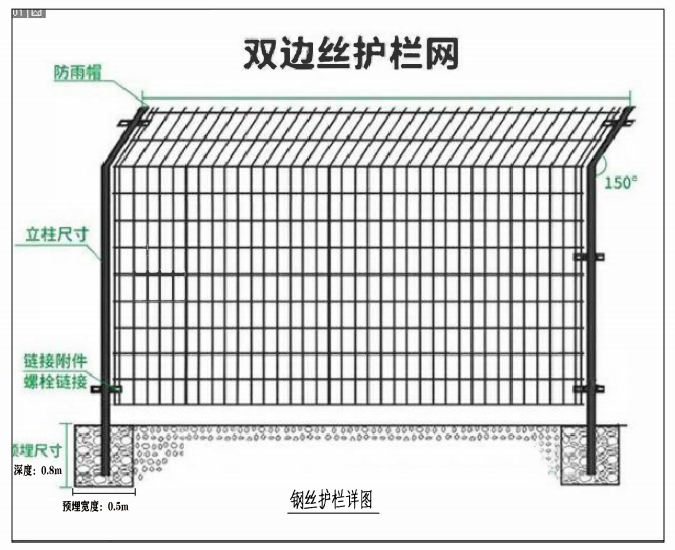 双边丝护栏网
防雨帽
150°
立柱尺寸
链接附件
螺栓链接
预埋尺寸
深度: 0.8m
预埋宽度: 0.5m
钢丝护栏详图